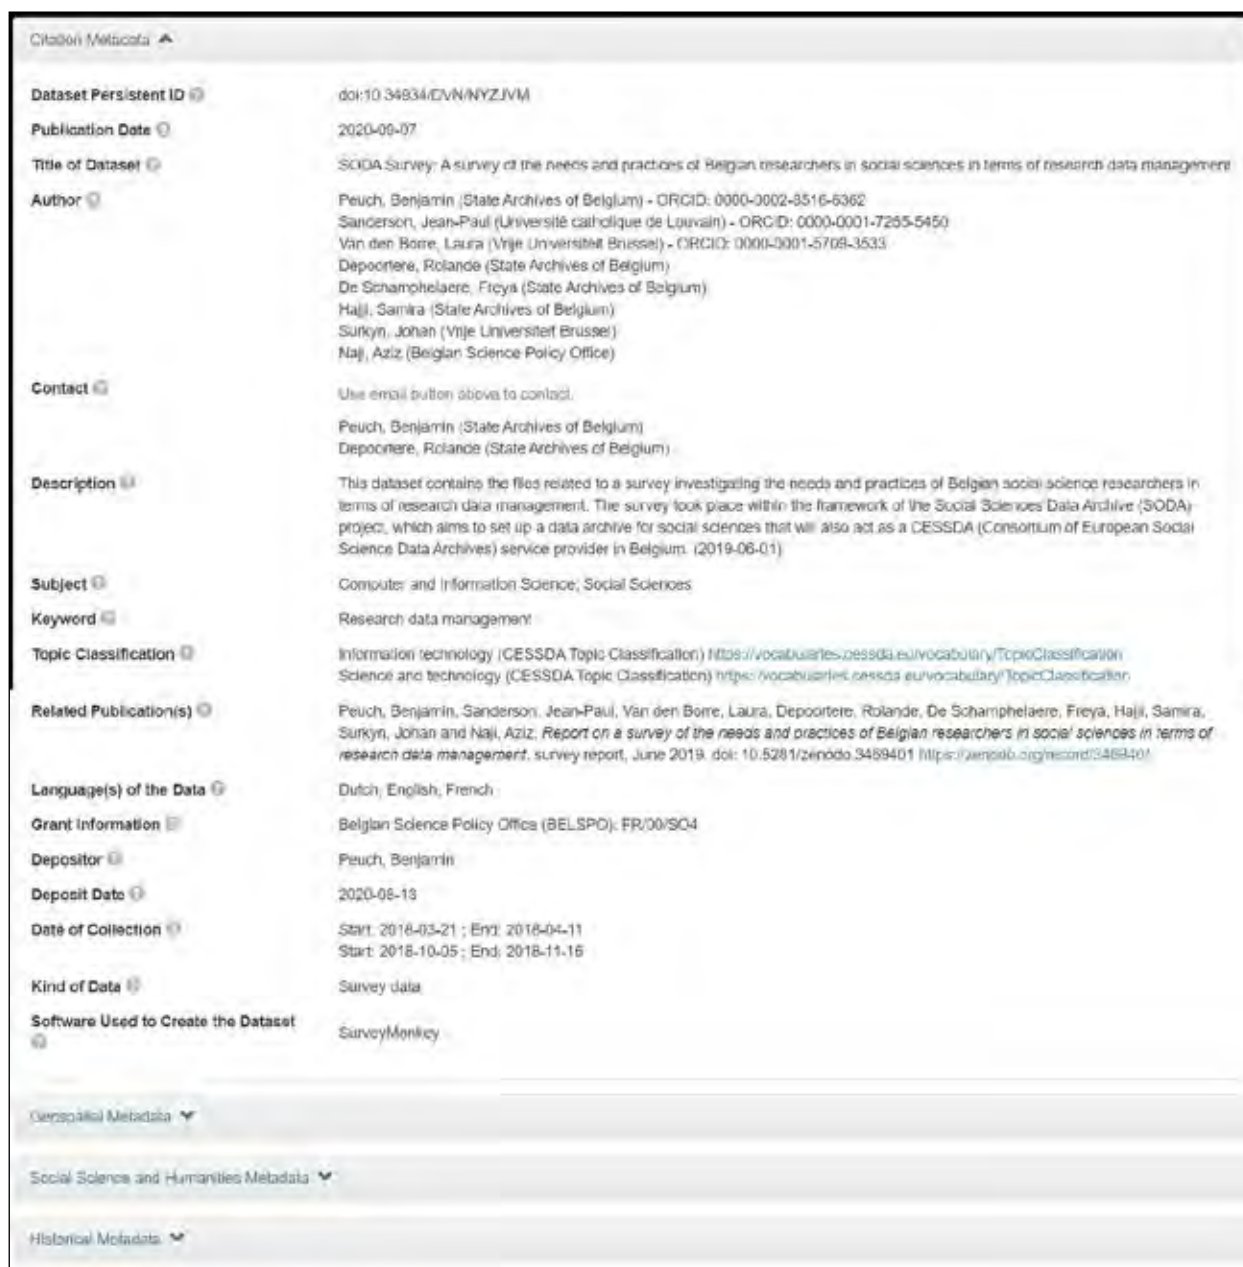 Citation Metadata
Dataset Persistent ID
doi:10.34934/DVN/NYZJVM
Publication Date
2020-09-07
Title of Dataset
SODA Survey: A survey of the needs and practices of Belgian researchers in social sciences in terms of research data management
Author
Peuch, Benjamin (State Archives of Belgium) - ORCID: 0000-0002-8516-6362
Sanderson, Jean-Paul (Université catholique de Louvain) - ORCID: 0000-0001-7265-5450
Van den Borre, Laura (Vrije Universiteit Brussel) - ORCID: 0000-0001-5709-3533
Depoortere, Rolande (State Archives of Belgium)
De Schamphelaere, Freya (State Archives of Belgium)
Hajji, Samira (State Archives of Belgium)
Surkyn, Johan (Vrije Universiteit Brussel)
Naji, Aziz (Belgian Science Policy Office)
Contact
Use email button above to contact.
Peuch, Benjamin (State Archives of Belgium)
Depoortere, Rolande (State Archives of Belgium)
Description
This dataset contains the files related to a survey investigating the needs and practices of Belgian social science researchers in
terms of research data management. The survey took place within the framework of the Social Sciences Data Archive (SODA)
project, which aims to set up a data archive for social sciences that will also act as a CESSDA (Consortium of European Social
Science Data Archives) service provider in Belgium. (2019-06-01)
Subject
Computer and Information Science; Social Sciences
Keyword
Research data management
Topic Classification
Information technology (CESSDA Topic Classification) https://vocabularies.cessda.eu/vocabulary/TopicClassification
Science and technology (CESSDA Topic Classification) https://vocabularies.cessda.eu/vocabulary/TopicClassification
Related Publication(s)
Peuch, Benjamin, Sanderson, Jean-Paul, Van den Borre, Laura, Depoortere, Rolande, De Schamphelaere, Freya, Hajji, Samira,
Surkyn, Johan and Naji, Aziz, Report on a survey of the needs and practices of Belgian researchers in social sciences in terms of
research data management, survey report, June 2019. doi: 10.5281/zenodo.3469401 https://zenodo.org/record/3469401
Language(s) of the Data
Dutch, English, French
Grant Information
Belgian Science Policy Office (BELSPO): FR/00/SO4
Depositor
Peuch, Benjamin
Deposit Date
2020-08-13
Date of Collection
Start: 2018-03-21 ; End: 2018-04-11
Start: 2018-10-05 ; End: 2018-11-16
Kind of Data
Survey data
Software Used to Create the Dataset
SurveyMonkey
Geospatial Metadata
Social Science and Humanities Metadata
Historical Metadata